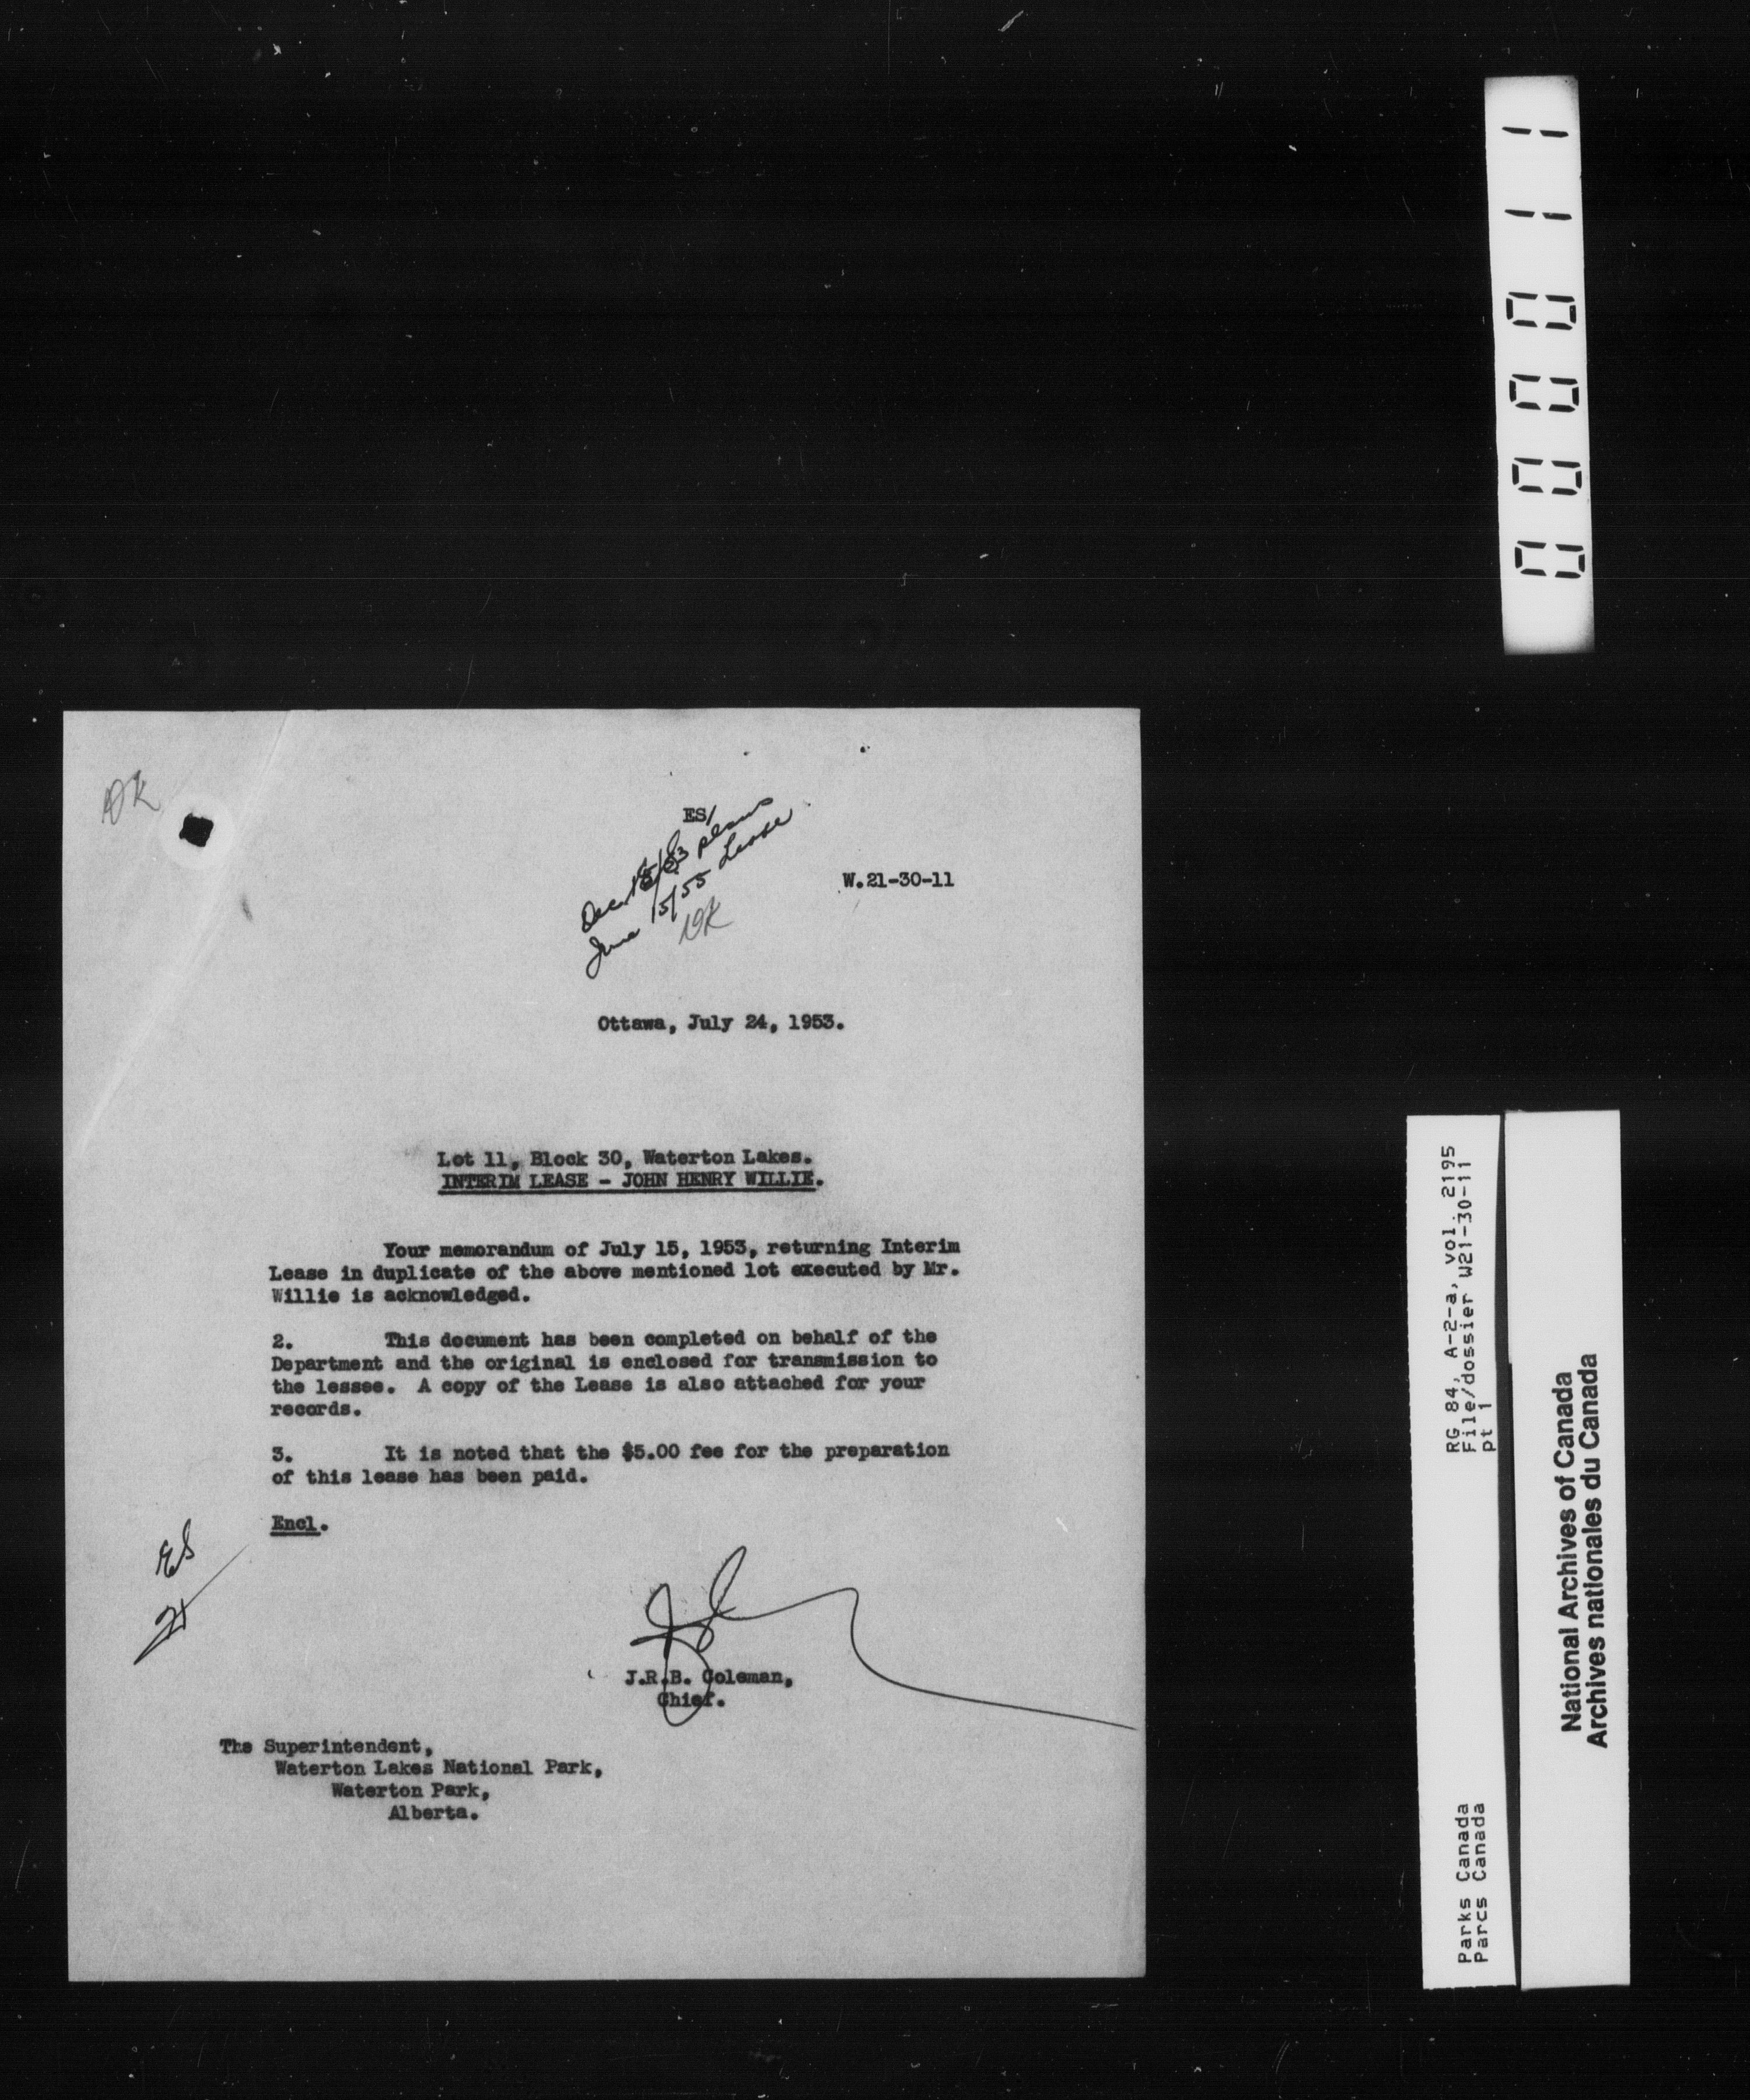 000011
OK
ES/
Dec. 15/53 plans
June 15/55 Lease
OK
W.21-30-11
Ottawa, July 24, 1953.
Lot 11, Block 30, Waterton Lakes.
INTERIM LEASE - JOHN HENRY WILLIE.
Your memorandum of July 15, 1953, returning Interim
Lease in duplicate of the above mentioned lot executed by Mr.
Willie is acknowledged.
2. This document has been completed on behalf of the
Department and the original is enclosed for transmission to
the lessee. A copy of the Lease is also attached for your
records.
3. It is noted that the $5.00 fee for the preparation
of this lease has been paid.
Encl.
ES
J.R.B. Coleman,
Chief.
The Superintendent,
Waterton Lakes National Park,
Waterton Park,
Alberta.
Parks Canada RG 84, A-2-a, vol. 2195
Parcs Canada File/dossier W21-30-11
pt 1
National Archives of Canada
Archives nationales du Canada